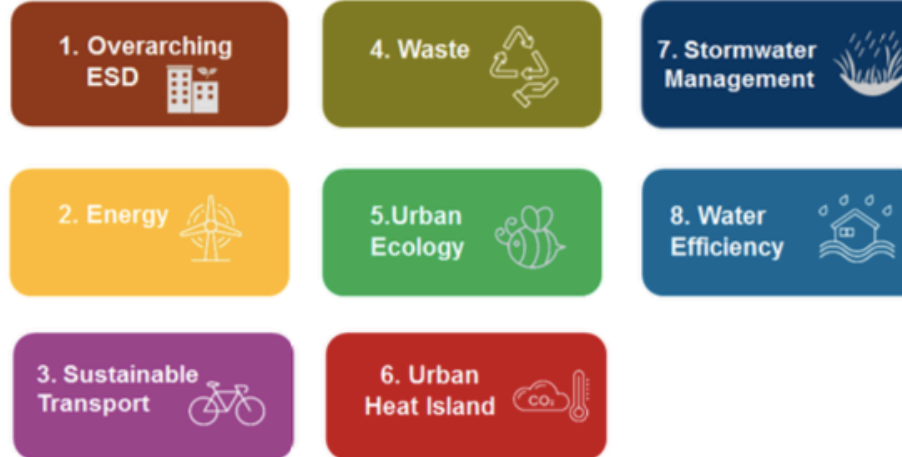 1. Overarching
ESD
2. Energy
3. Sustainable
Transport
4. Waste
5.Urban
Ecology
6. Urban
Heat Island
CO₂
7. Stormwater
Management
8. Water
Efficiency